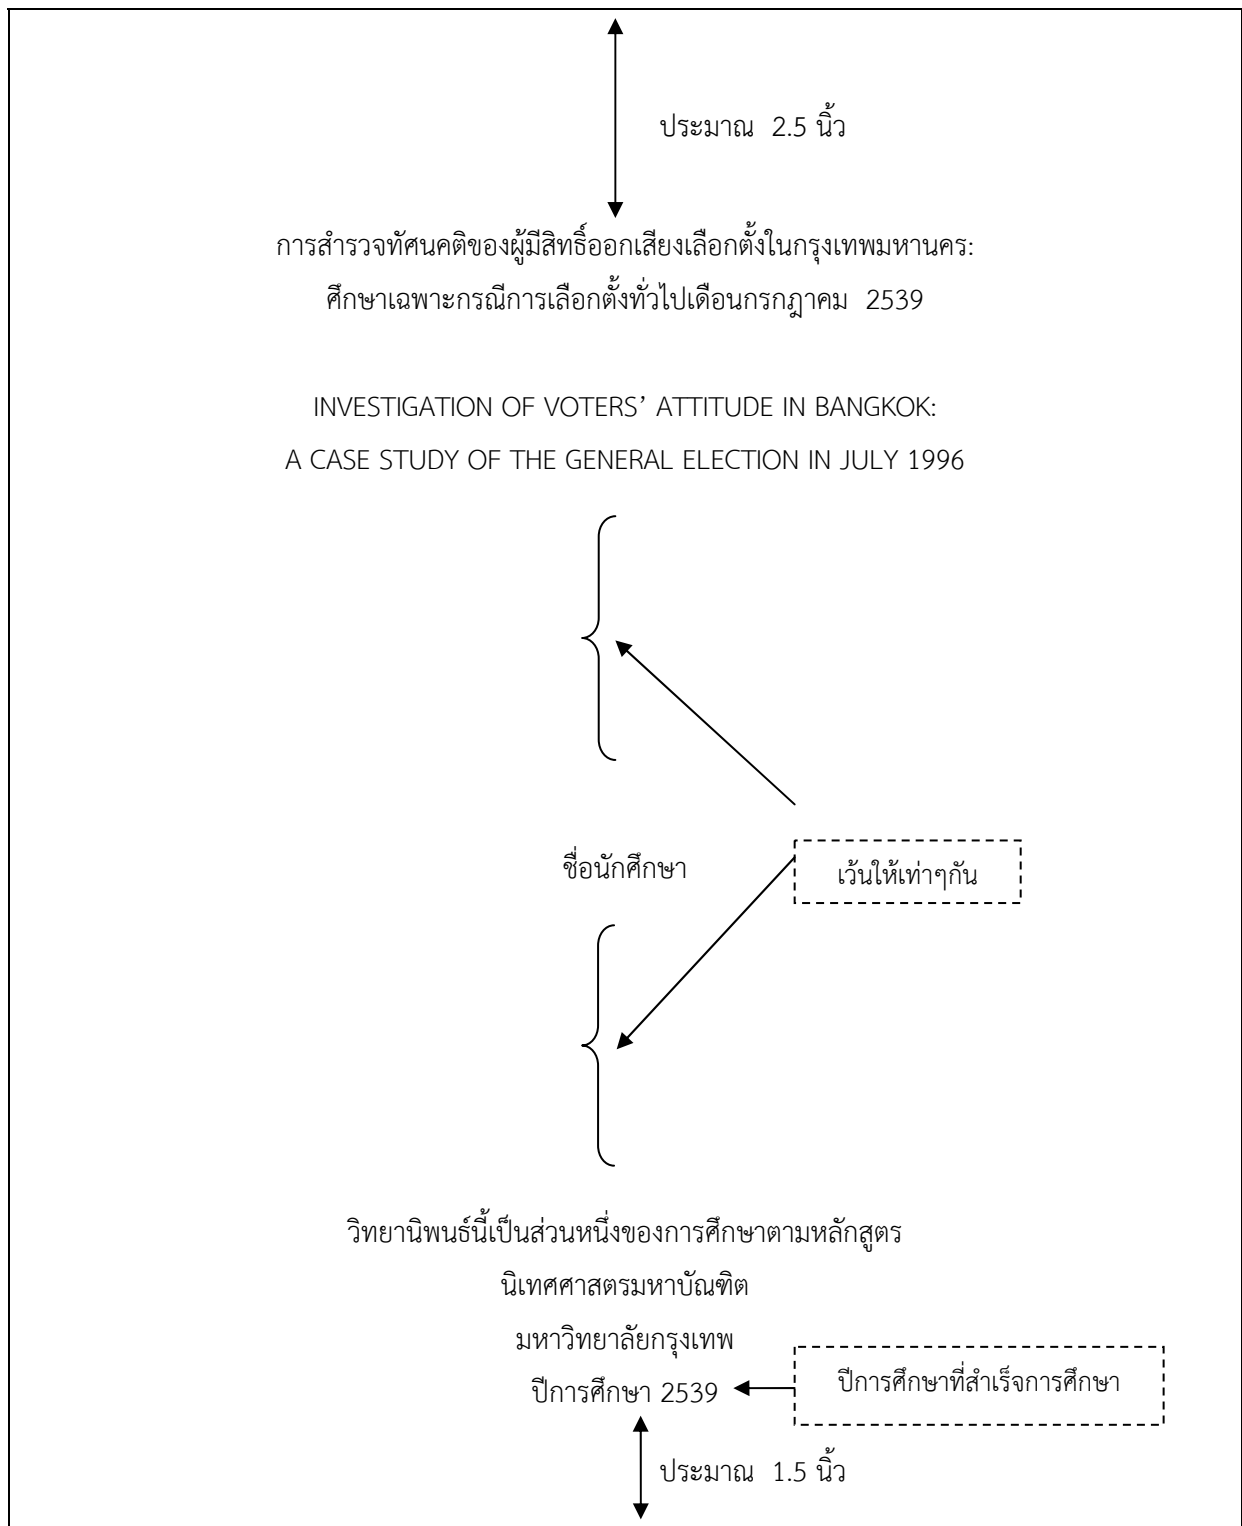 ประมาณ 2.5 นิ้ว
การสำรวจทัศนคติของผู้มีสิทธิ์ออกเสียงเลือกตั้งในกรุงเทพมหานคร:
ศึกษาเฉพาะกรณีการเลือกตั้งทั่วไปเดือนกรกฎาคม 2539
INVESTIGATION OF VOTERS’ ATTITUDE IN BANGKOK:
A CASE STUDY OF THE GENERAL ELECTION IN JULY 1996
ชื่อนักศึกษา
เว้นให้เท่าๆกัน
วิทยานิพนธ์นี้เป็นส่วนหนึ่งของการศึกษาตามหลักสูตร
นิเทศศาสตรมหาบัณฑิต
มหาวิทยาลัยกรุงเทพ
ปีการศึกษา 2539
ปีการศึกษาที่สำเร็จการศึกษา
ประมาณ 1.5 นิ้ว